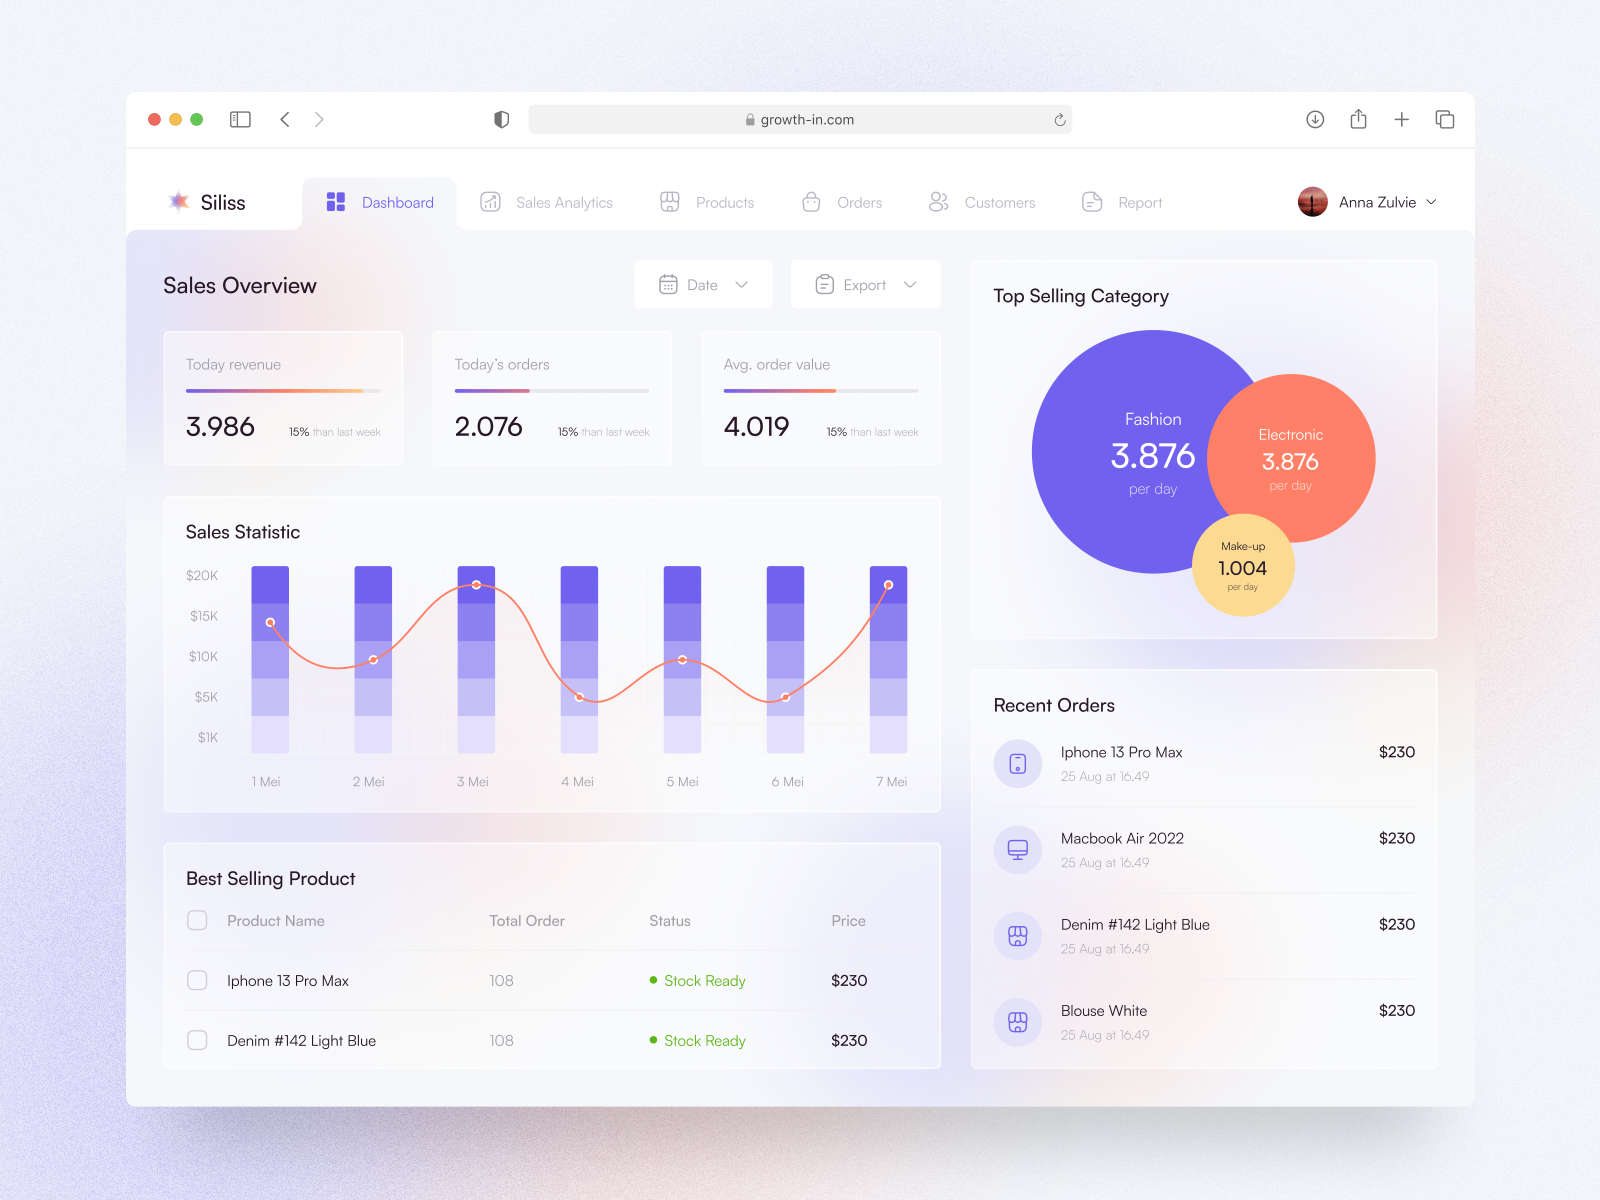 growth-in.com
Siliss
Dashboard
Sales Analytics
Products
Orders
Customers
Report
Anna Zulvie
Sales Overview
Date
Export
Today revenue
3.986
15% than last week
Today's orders
2.076
15% than last week
Avg. order value
4.019
15% than last week
Sales Statistic
$20K
$15K
$10K
$5K
$1K
1 Mei
2 Mei
3 Mei
4 Mei
5 Mei
6 Mei
7 Mei
Best Selling Product
Product Name Total Order Status Price
Iphone 13 Pro Max 108 Stock Ready $230
Denim #142 Light Blue 108 Stock Ready $230
Top Selling Category
Fashion
3.876
per day
Electronic
3.876
per day
Make-up
1.004
per day
Recent Orders
Iphone 13 Pro Max $230
25 Aug at 16.49
Macbook Air 2022 $230
25 Aug at 16.49
Denim #142 Light Blue $230
25 Aug at 16.49
Blouse White $230
25 Aug at 16.49